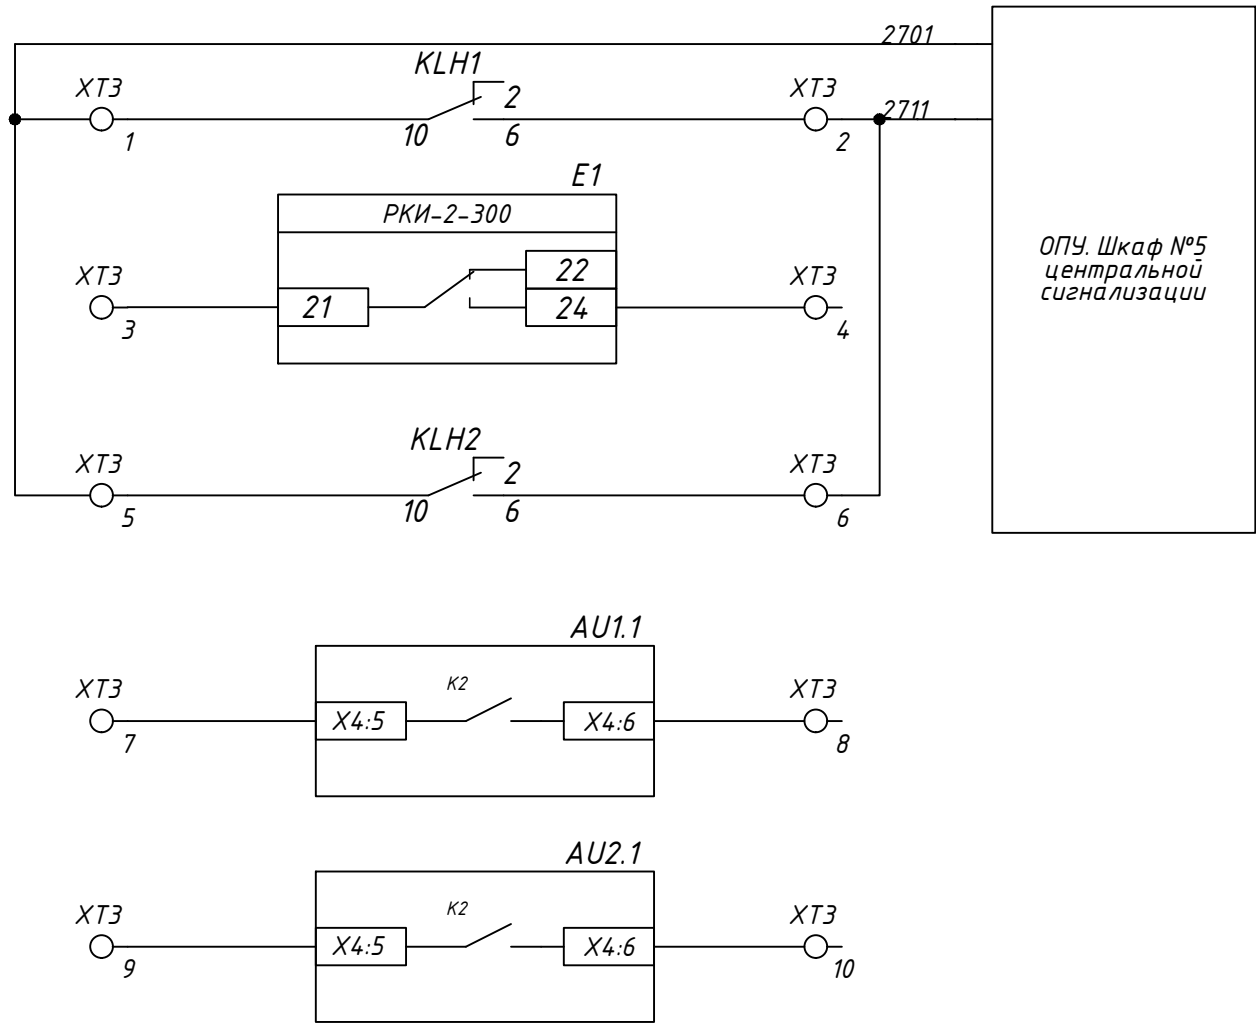 2701
KLH1
XT3
2
XT3
2711
1
10
6
2
E1
РКИ-2-300
ОПУ. Шкаф №5
центральной
сигнализации
XT3
22
XT3
21
24
3
4
KLH2
XT3
2
XT3
5
10
6
6
AU1.1
XT3
K2
XT3
X4:5
X4:6
7
8
AU2.1
XT3
K2
XT3
X4:5
X4:6
9
10